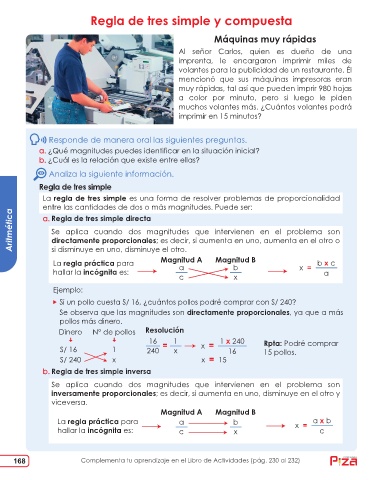 Regla de tres simple y compuesta
Máquinas muy rápidas
Al señor Carlos, quien es dueño de una
imprenta, le encargaron imprimir miles de
volantes para la publicidad de un restaurante. Él
mencionó que sus máquinas impresoras eran
muy rápidas, tal así que pueden imprir 980 hojas
a color por minuto, pero si luego le piden
muchos volantes más. ¿Cuántos volantes podrá
imprimir en 15 minutos?
Responde de manera oral las siguientes preguntas.
a. ¿Qué magnitudes puedes identificar en la situación inicial?
b. ¿Cuál es la relación que existe entre ellas?
Analiza la siguiente información.
Regla de tres simple
La regla de tres simple es una forma de resolver problemas de proporcionalidad
entre las cantidades de dos o más magnitudes. Puede ser:
a. Regla de tres simple directa
Se aplica cuando dos magnitudes que intervienen en el problema son
directamente proporcionales; es decir, si aumenta en uno, aumenta en el otro o
si disminuye en uno, disminuye el otro.
Magnitud A Magnitud B
La regla práctica para a b x = b x c
hallar la incógnita es: c x a
Ejemplo:
Si un pollo cuesta S/ 16, ¿cuántos pollos podré comprar con S/ 240?
Se observa que las magnitudes son directamente proporcionales, ya que a más
pollos más dinero.
Dinero Nº de pollos Resolución
16 = 1 x = 1 x 240 Rpta: Podré comprar
S/ 16 1 240 x 16 15 pollos.
S/ 240 x x = 15
b. Regla de tres simple inversa
Se aplica cuando dos magnitudes que intervienen en el problema son
inversamente proporcionales; es decir, si aumenta en uno, disminuye en el otro y
viceversa.
Magnitud A Magnitud B
La regla práctica para a b x = a x b
hallar la incógnita es: c x c
Aritmética
168 Complementa tu aprendizaje en el Libro de Actividades (pág. 230 al 232)